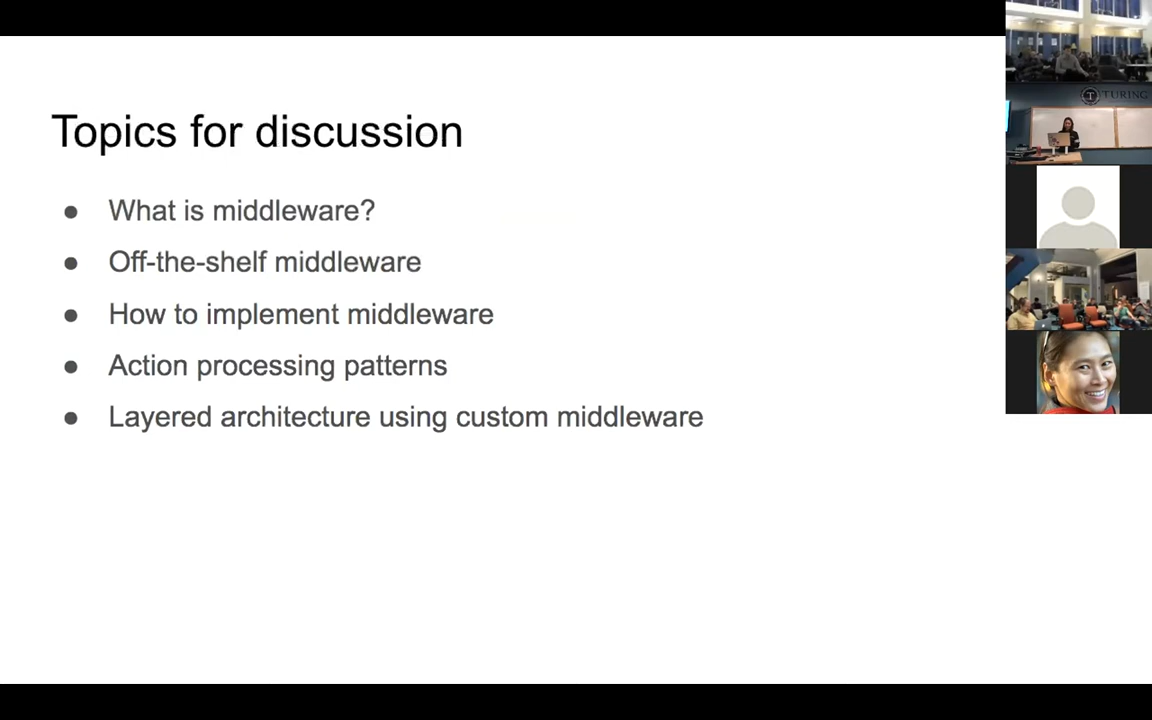 Topics for discussion
● What is middleware?
● Off-the-shelf middleware
● How to implement middleware
● Action processing patterns
● Layered architecture using custom middleware
TURING